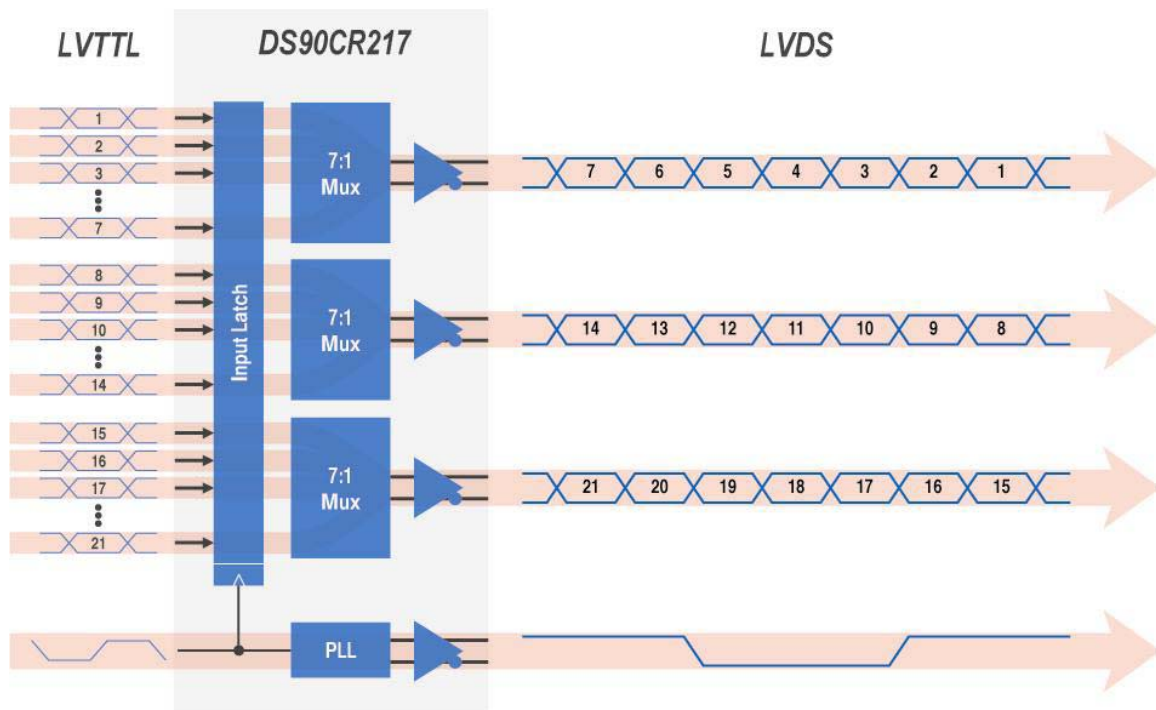 LVTTL DS90CR217 LVDS
1
2
3
7
7:1
Mux
7 6 5 4 3 2 1
8
9
10
14
Input Latch
7:1
Mux
14 13 12 11 10 9 8
15
16
17
21
7:1
Mux
21 20 19 18 17 16 15
PLL